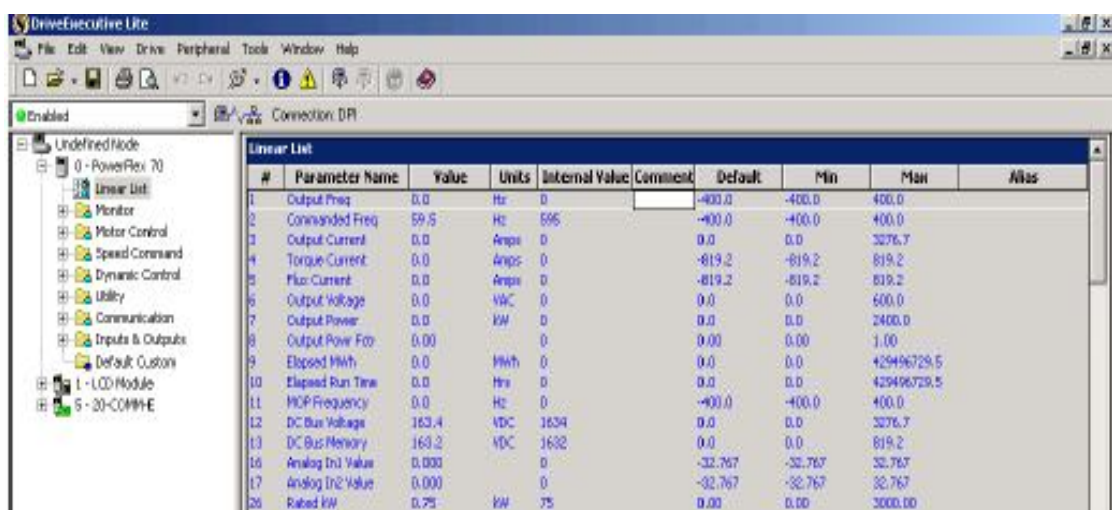 DriveExecutive Lite
File Edit View Drive Peripheral Tools Window Help
Enabled Connection: DPI
Undefined Node
0 - PowerFlex 70
Linear List
Monitor
Motor Control
Speed Command
Dynamic Control
Utility
Communication
Inputs & Outputs
Default Custom
1 - LCD Module
5 - 20-COMM-E
Linear List
# Parameter Name Value Units Internal Value Comment Default Min Max Alias
1 Output Freq 0.0 Hz 0 -400.0 -400.0 400.0
2 Commanded Freq 59.5 Hz 595 -400.0 -400.0 400.0
3 Output Current 0.0 Amps 0 0.0 0.0 3276.7
4 Torque Current 0.0 Amps 0 -819.2 -819.2 819.2
5 Flux Current 0.0 Amps 0 -819.2 -819.2 819.2
6 Output Voltage 0.0 VAC 0 0.0 0.0 600.0
7 Output Power 0.0 kW 0 0.0 0.0 2400.0
8 Output Powr Fctr 0.00 0 0.00 0.00 1.00
9 Elapsed MWh 0.0 MWh 0 0.0 0.0 429496729.5
10 Elapsed Run Time 0.0 Hrs 0 0.0 0.0 429496729.5
11 MOP Frequency 0.0 Hz 0 -400.0 -400.0 400.0
12 DC Bus Voltage 163.4 VDC 1634 0.0 0.0 3276.7
13 DC Bus Memory 163.2 VDC 1632 0.0 0.0 819.2
16 Analog In1 Value 0.000 0 -32.767 -32.767 32.767
17 Analog In2 Value 0.000 0 -32.767 -32.767 32.767
26 Rated kW 0.75 kW 75 0.00 0.00 3000.00